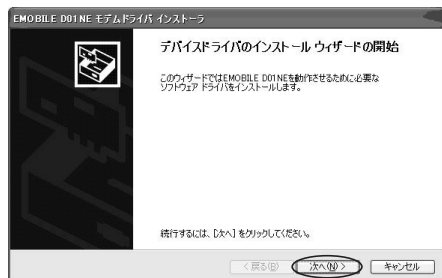 EMOBILE D01NE モデムドライバ インストーラ
デバイスドライバのインストール ウィザードの開始
このウィザードではEMOBILE D01NEを動作させるために必要な
ソフトウェア ドライバをインストールします。
続行するには、[次へ] をクリックしてください。
< 戻る(B)
次へ(N) >
キャンセル